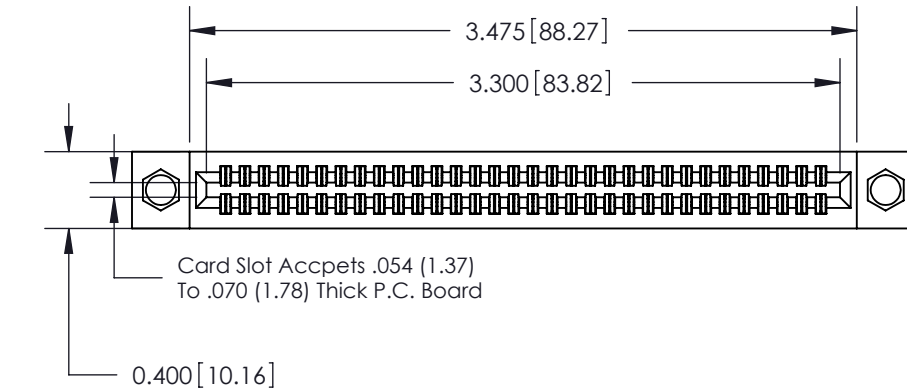 3.475[88.27]
3.300[83.82]
Card Slot Accpets .054 (1.37)
To .070 (1.78) Thick P.C. Board
0.400[10.16]